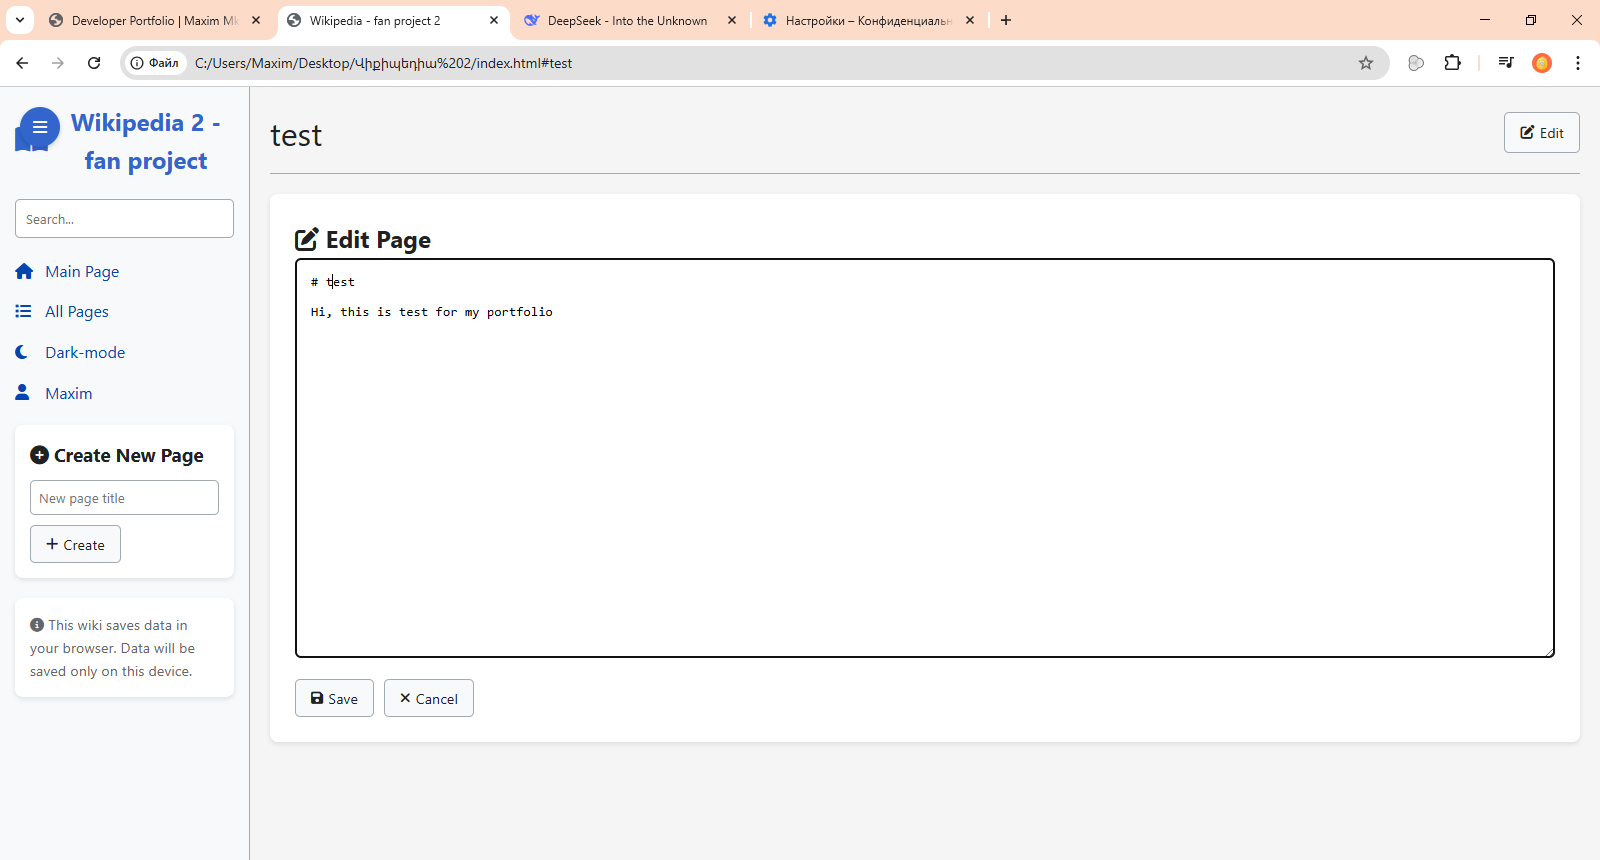 Developer Portfolio | Maxim Mk
Wikipedia - fan project 2
DeepSeek - Into the Unknown
Настройки – Конфиденциальн
Файл
C:/Users/Maxim/Desktop/Վիքիպեդիա%202/index.html#test
Wikipedia 2 -
fan project
Search...
Main Page
All Pages
Dark-mode
Maxim
Create New Page
New page title
Create
This wiki saves data in
your browser. Data will be
saved only on this device.
test
Edit
Edit Page
# test
Hi, this is test for my portfolio
Save
Cancel